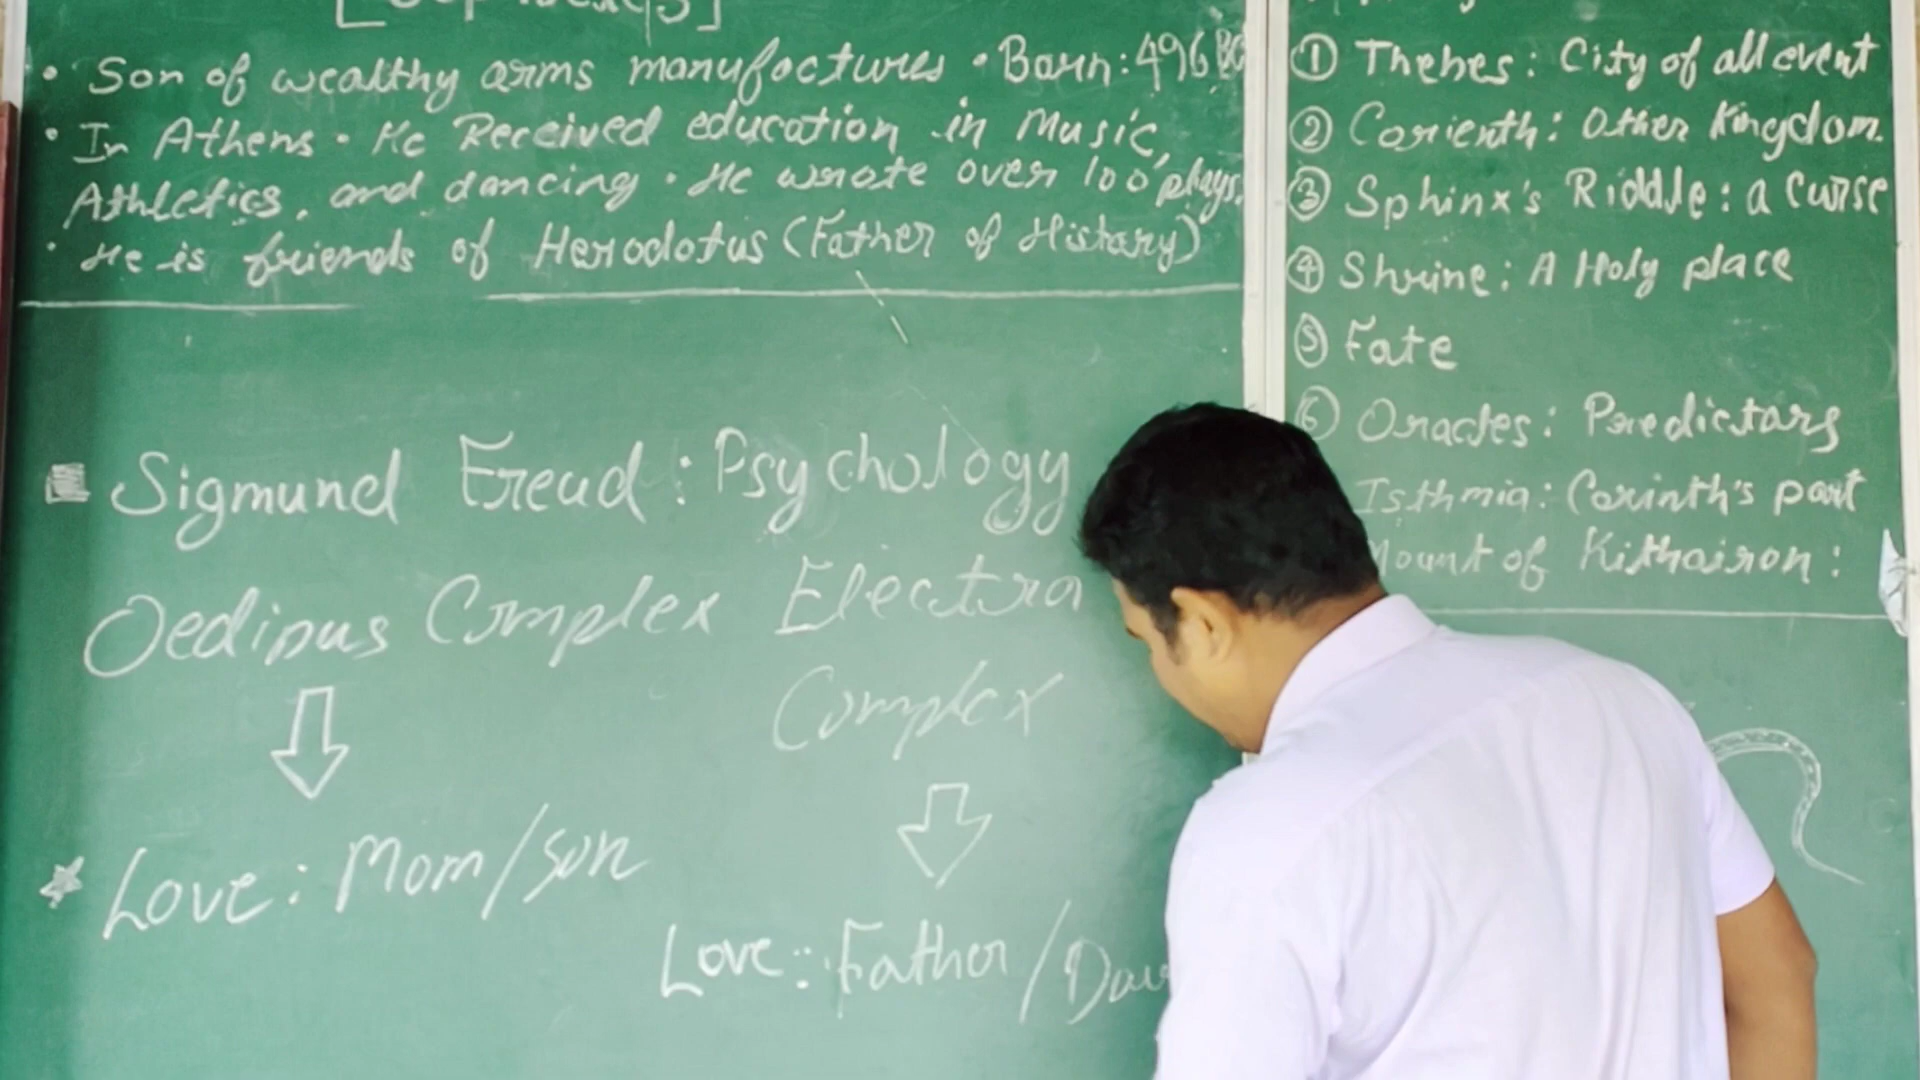 [Sophocles]
• Son of wealthy arms manufactures • Born: 496 BC
• In Athens • He Received education in Music,
Athletics, and dancing • He wrote over 100 plays.
• He is friends of Herodotus (Father of History)
Sigmund Freud: Psychology
Oedipus Complex Electra
Complex
Love: Mom/son
Love: Father/Dau
① Thebes: City of all event
② Corienth: Other Kingdom.
③ Sphinx's Riddle: a curse
④ Shrine: A Holy place
⑤ Fate
⑥ Oracles: Predictors
Isthmia: Corinth's part
Mount of Kithairon: